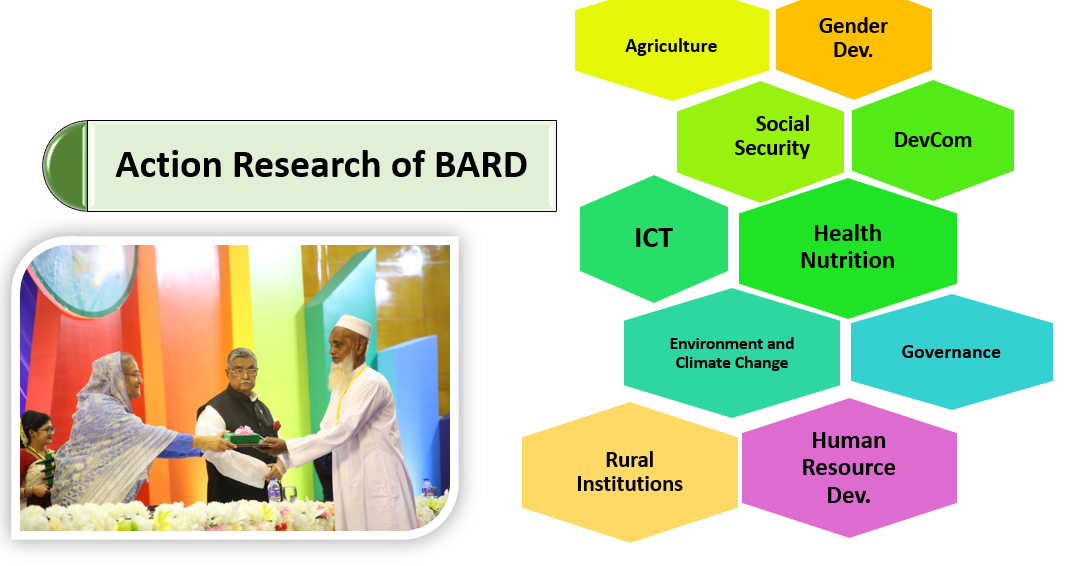 Action Research of BARD
Agriculture
Gender
Dev.
Social
Security
DevCom
ICT
Health
Nutrition
Environment and
Climate Change
Governance
Rural
Institutions
Human
Resource
Dev.